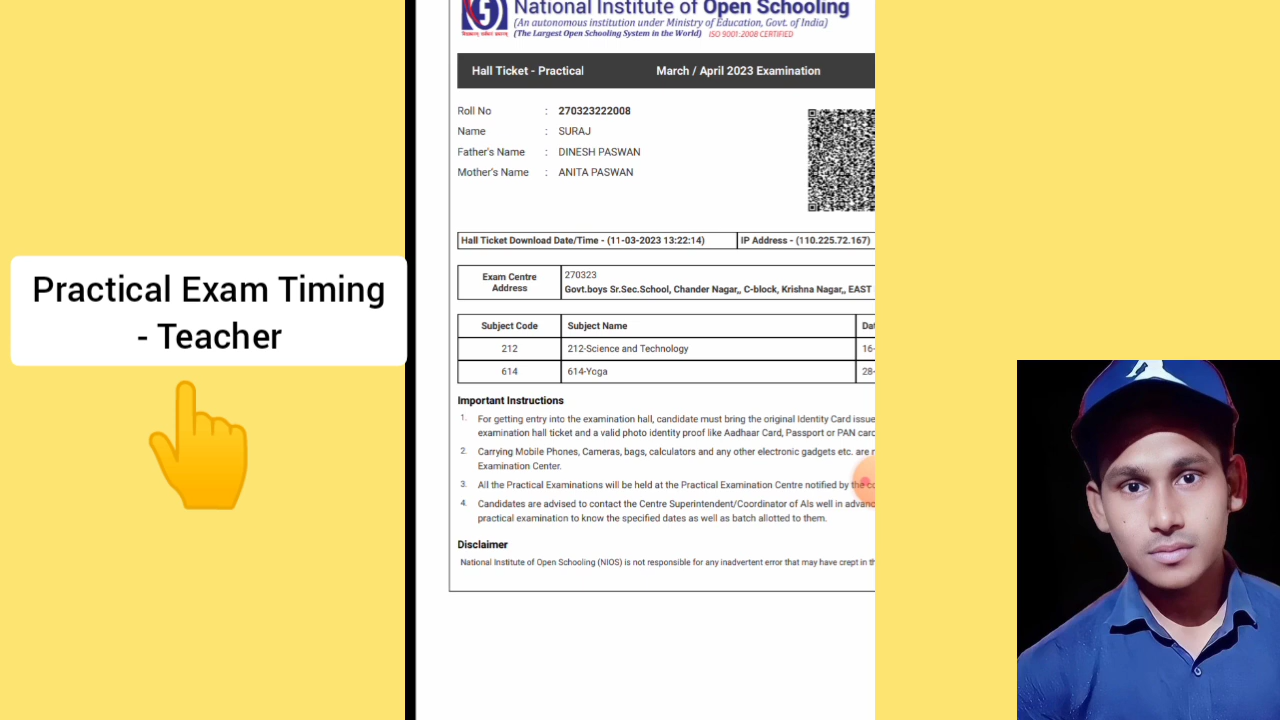 Practical Exam Timing
- Teacher
National Institute of Open Schooling
(An autonomous institution under Ministry of Education, Govt. of India)
(The Largest Open Schooling System in the World) ISO 9001:2008 CERTIFIED
Hall Ticket - Practical March / April 2023 Examination
Roll No : 270323222008
Name : SURAJ
Father's Name : DINESH PASWAN
Mother's Name : ANITA PASWAN
Hall Ticket Download Date/Time - (11-03-2023 13:22:14) IP Address - (110.225.72.167)
Exam Centre Address 270323
Govt.boys Sr.Sec.School, Chander Nagar,, C-block, Krishna Nagar,, EAST
Subject Code Subject Name Dat
212 212-Science and Technology 16-
614 614-Yoga 28-
Important Instructions
1. For getting entry into the examination hall, candidate must bring the original Identity Card issue
examination hall ticket and a valid photo identity proof like Aadhaar Card, Passport or PAN card
2. Carrying Mobile Phones, Cameras, bags, calculators and any other electronic gadgets etc. are
Examination Center.
3. All the Practical Examinations will be held at the Practical Examination Centre notified by the
4. Candidates are advised to contact the Centre Superintendent/Coordinator of AIs well in advanc
practical examination to know the specified dates as well as batch allotted to them.
Disclaimer
National Institute of Open Schooling (NIOS) is not responsible for any inadvertent error that may have crept in